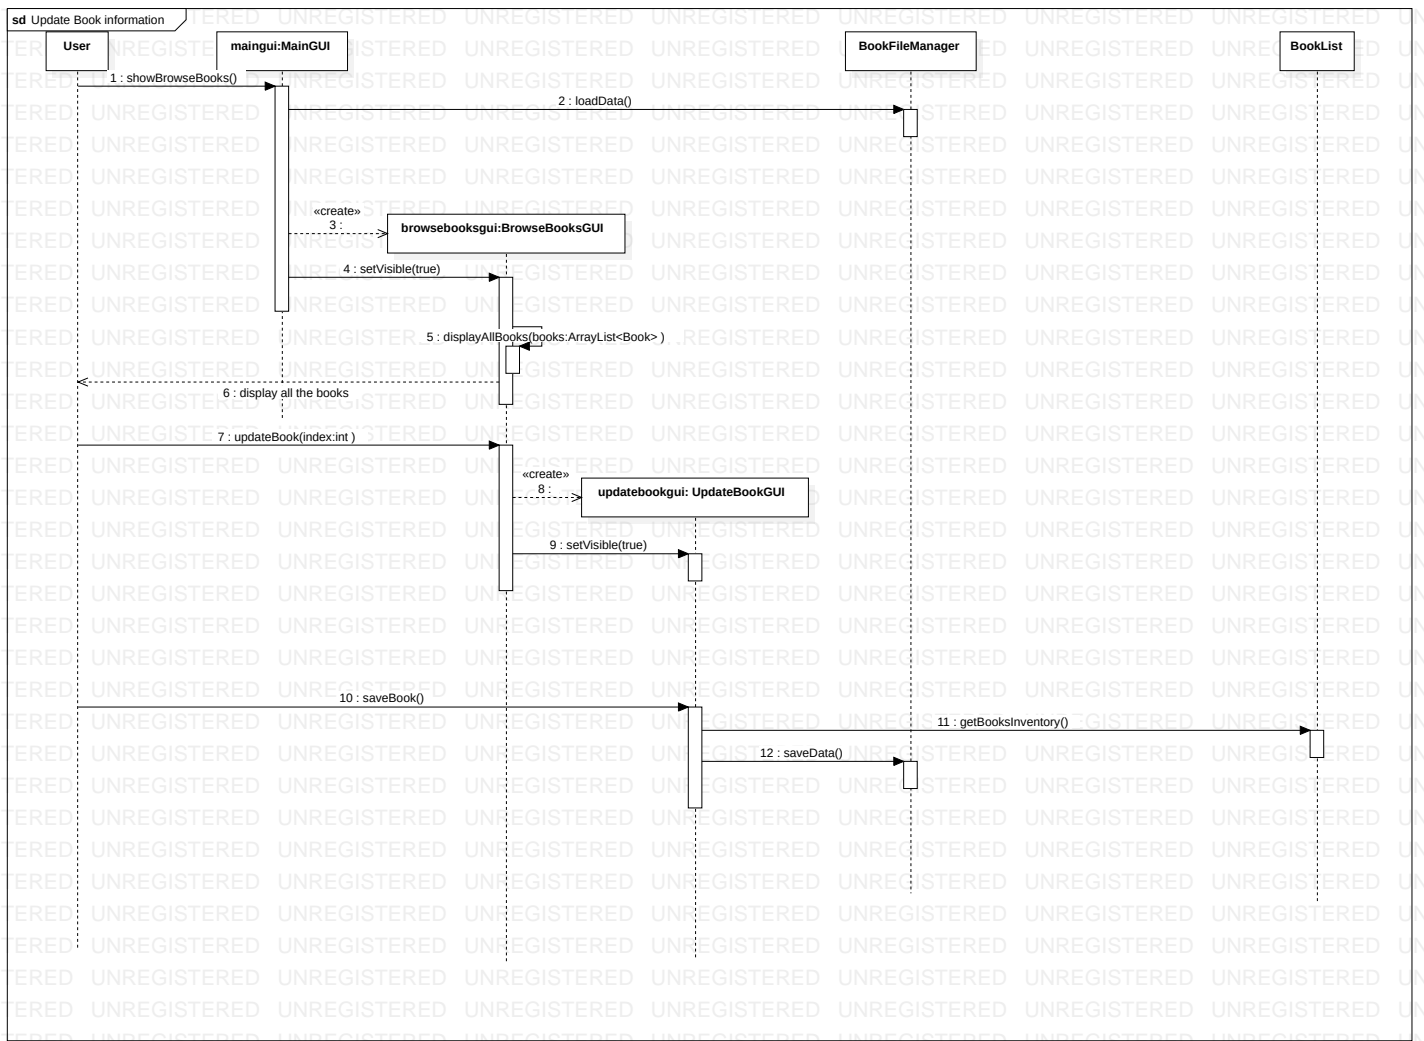 sd Update Book information
User
maingui:MainGUI
BookFileManager
BookList
1 : showBrowseBooks()
2 : loadData()
«create»
3 :
browsebooksgui:BrowseBooksGUI
4 : setVisible(true)
5 : displayAllBooks(books:ArrayList<Book> )
6 : display all the books
7 : updateBook(index:int )
«create»
8 :
updatebookgui: UpdateBookGUI
9 : setVisible(true)
10 : saveBook()
11 : getBooksInventory()
12 : saveData()
UNREGISTERED